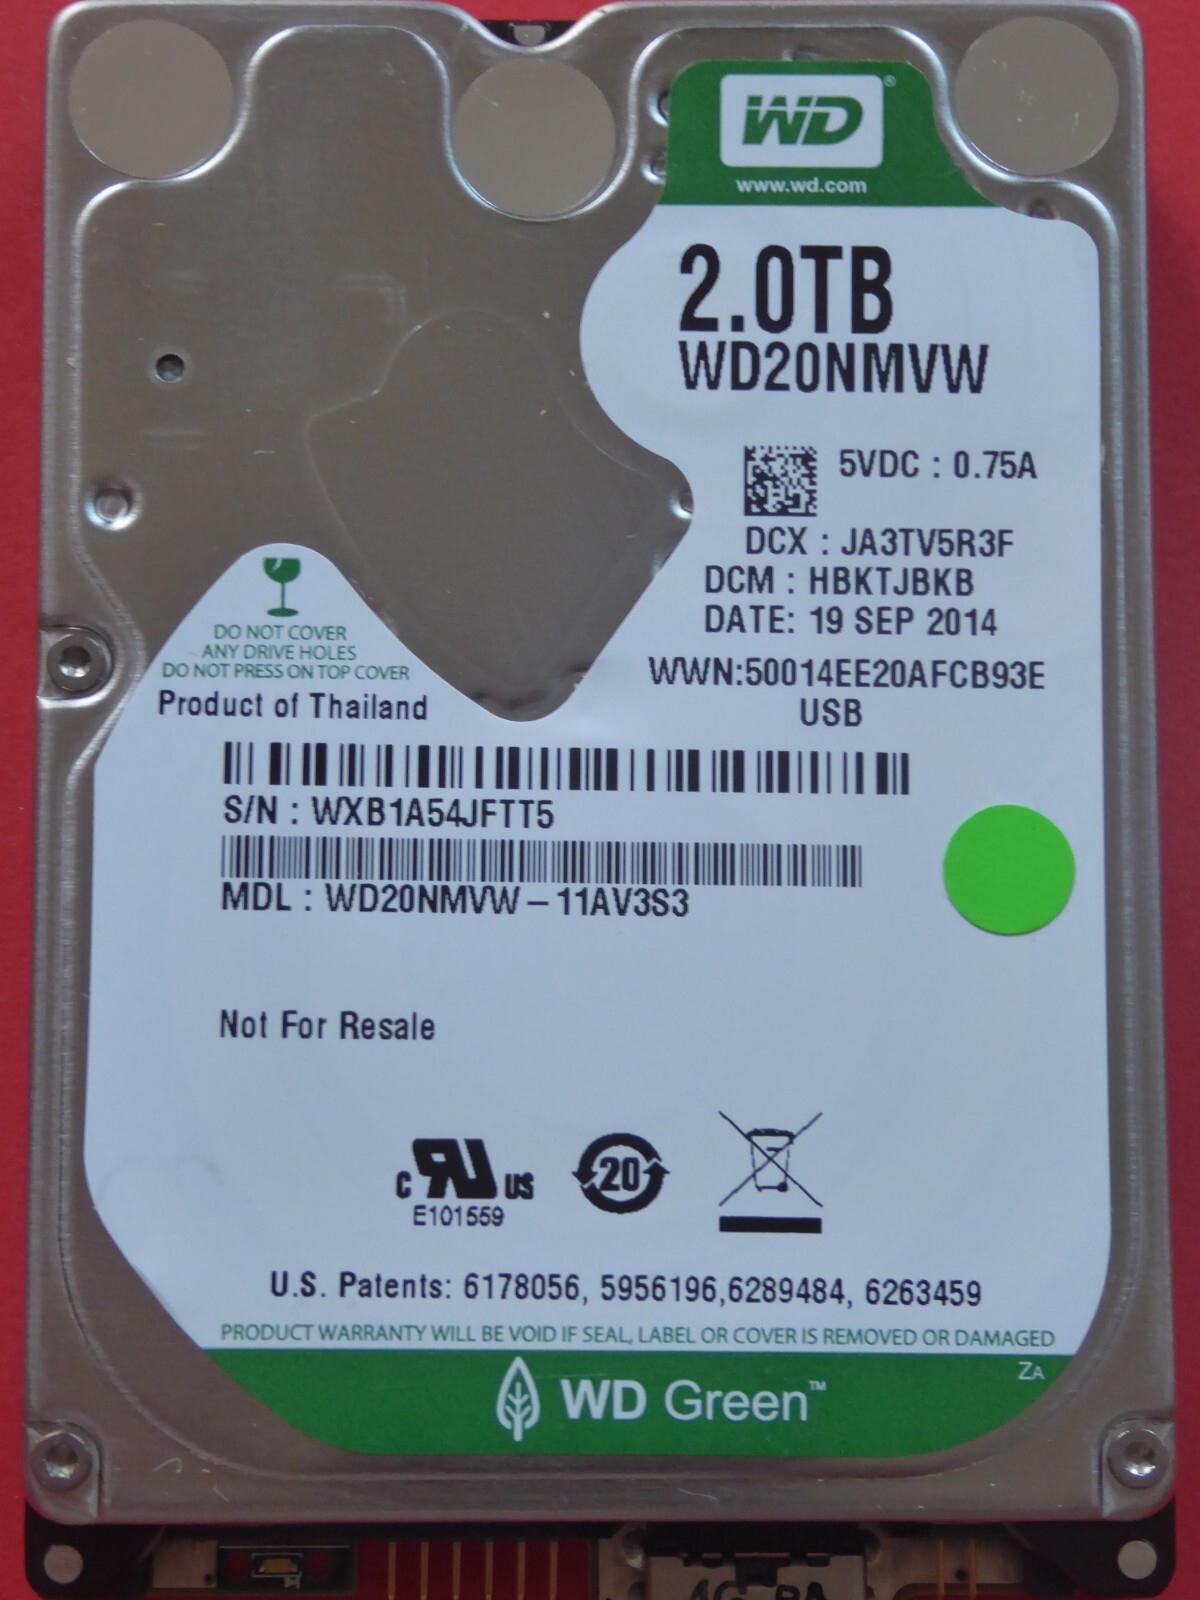 WD®
www.wd.com
2.0TB
WD20NMVW
5VDC : 0.75A
DCX : JA3TV5R3F
DCM : HBKTJBKB
DATE: 19 SEP 2014
WWN:50014EE20AFCB93E
USB
DO NOT COVER
ANY DRIVE HOLES
DO NOT PRESS ON TOP COVER
Product of Thailand
S/N : WXB1A54JFTT5
MDL : WD20NMVW – 11AV3S3
Not For Resale
c RU US
E101559
20
U.S. Patents: 6178056, 5956196,6289484, 6263459
PRODUCT WARRANTY WILL BE VOID IF SEAL, LABEL OR COVER IS REMOVED OR DAMAGED
ZA
WD Green™